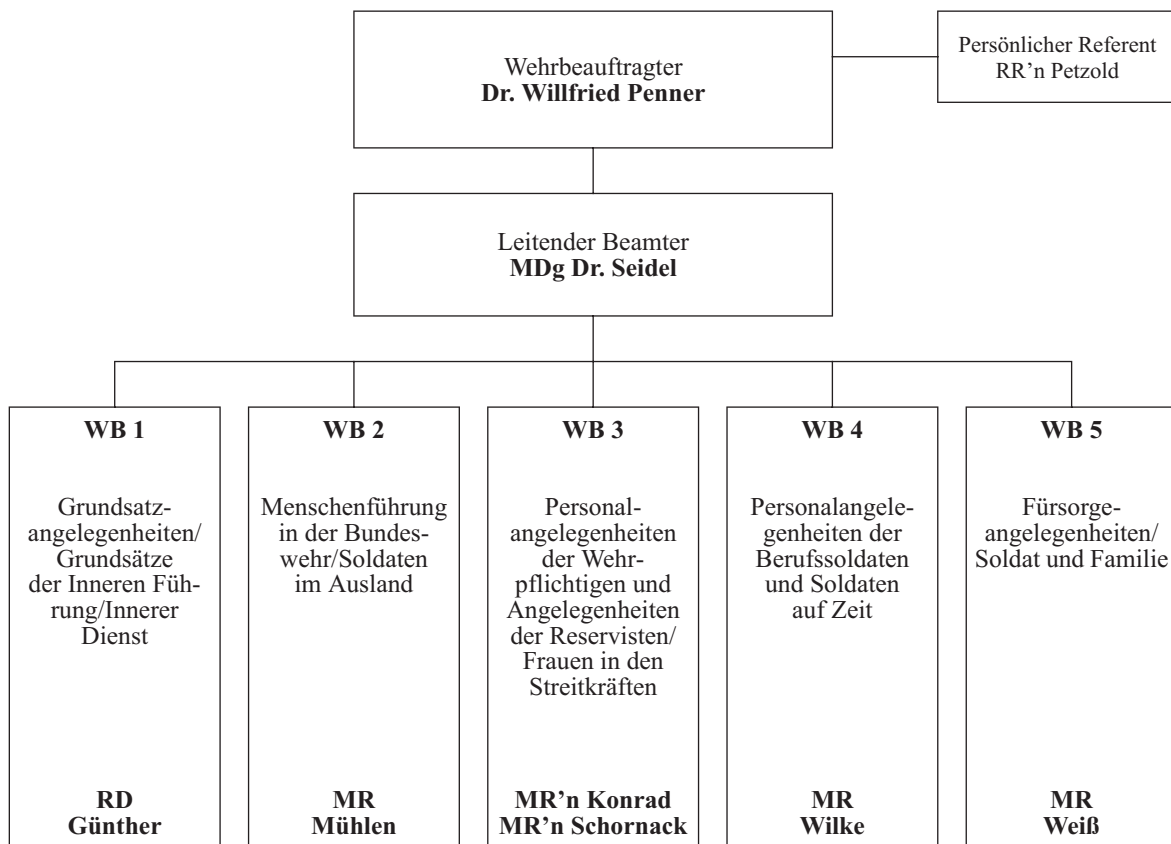 Wehrbeauftragter
Dr. Willfried Penner
Persönlicher Referent
RR’n Petzold
Leitender Beamter
MDg Dr. Seidel
WB 1
Grundsatz-
angelegenheiten/
Grundsätze
der Inneren Füh-
rung/Innerer
Dienst
RD
Günther
WB 2
Menschenführung
in der Bundes-
wehr/Soldaten
im Ausland
MR
Mühlen
WB 3
Personal-
angelegenheiten
der Wehr-
pflichtigen und
Angelegenheiten
der Reservisten/
Frauen in den
Streitkräften
MR’n Konrad
MR’n Schornack
WB 4
Personalangele-
genheiten der
Berufssoldaten
und Soldaten
auf Zeit
MR
Wilke
WB 5
Fürsorge-
angelegenheiten/
Soldat und Familie
MR
Weiß